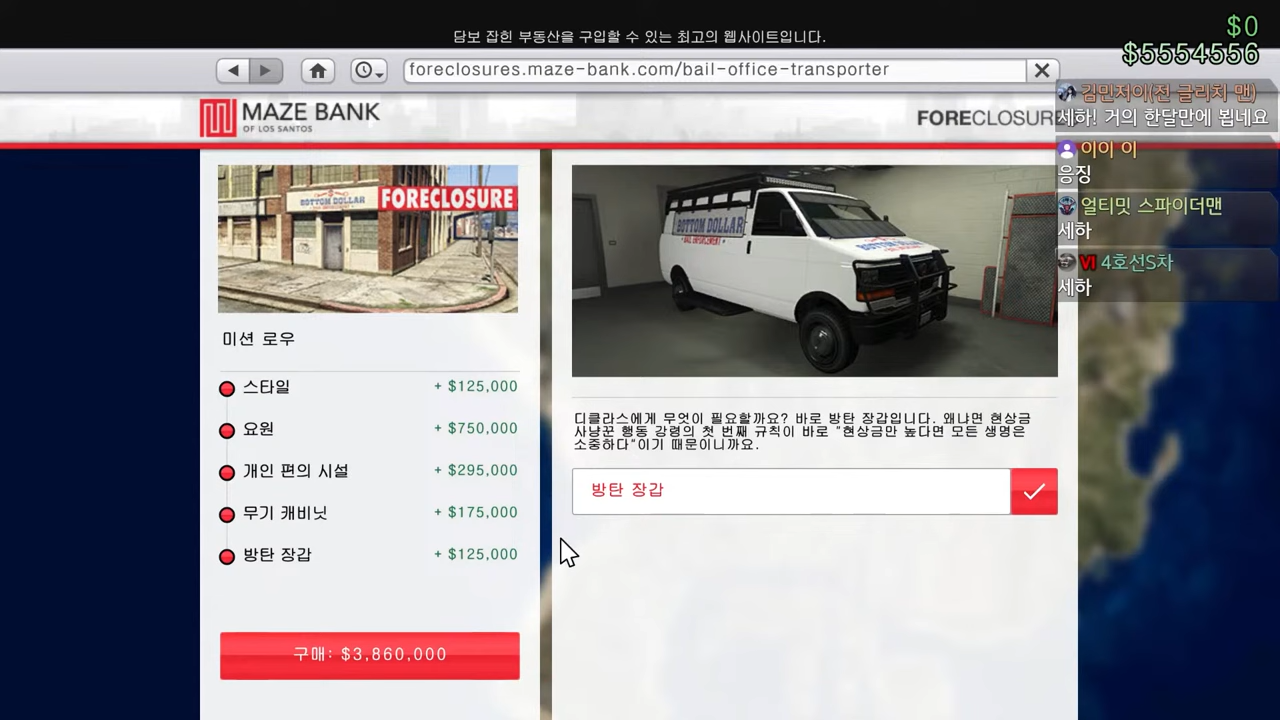 담보 잡힌 부동산을 구입할 수 있는 최고의 웹사이트입니다.
$0
$5554556
foreclosures.maze-bank.com/bail-office-transporter
MAZE BANK
OF LOS SANTOS
FORECLOSURE
김민저이(전 글리치 맨)
세하! 거의 한달만에 뵙네요
이이 이
응징
얼티밋 스파이더맨
세하
Ⅵ 4호선S차
세하
BOTTOM DOLLAR
FORECLOSURE
BOTTOM DOLLAR
BAIL ENFORCEMENT
BOTTOM DOLLAR
미션 로우
스타일 + $125,000
요원 + $750,000
개인 편의 시설 + $295,000
무기 캐비닛 + $175,000
방탄 장갑 + $125,000
구매: $3,860,000
디클라스에게 무엇이 필요할까요? 바로 방탄 장갑입니다. 왜냐면 현상금
사냥꾼 행동 강령의 첫 번째 규칙이 바로 "현상금만 높다면 모든 생명은
소중하다"이기 때문이니까요.
방탄 장갑